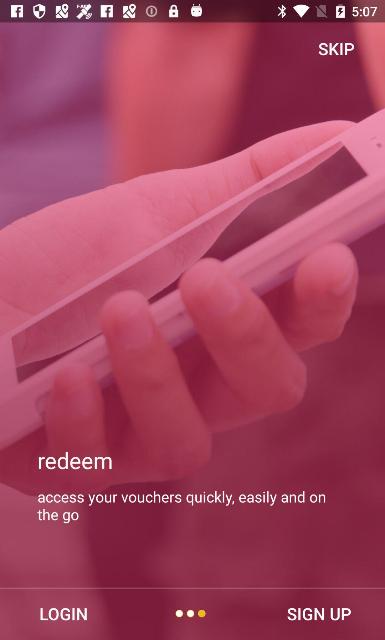 5:07
SKIP
redeem
access your vouchers quickly, easily and on
the go
LOGIN
SIGN UP